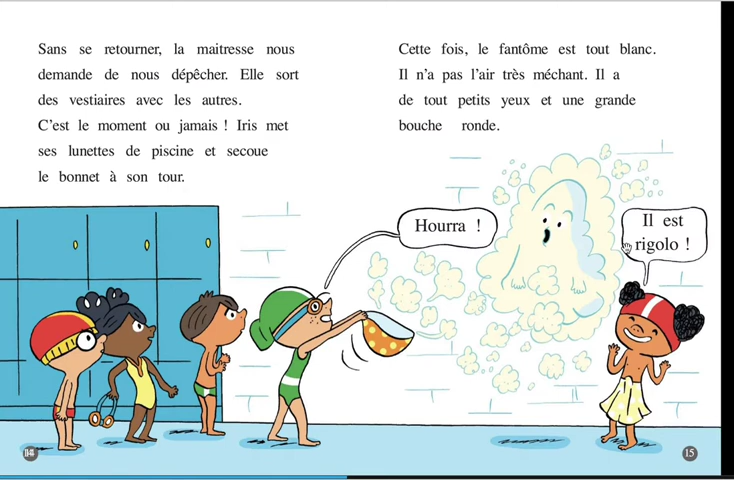 Sans se retourner, la maitresse nous
demande de nous dépêcher. Elle sort
des vestiaires avec les autres.
C'est le moment ou jamais ! Iris met
ses lunettes de piscine et secoue
le bonnet à son tour.
Cette fois, le fantôme est tout blanc.
Il n'a pas l'air très méchant. Il a
de tout petits yeux et une grande
bouche ronde.
Hourra !
Il est
rigolo !
14
15